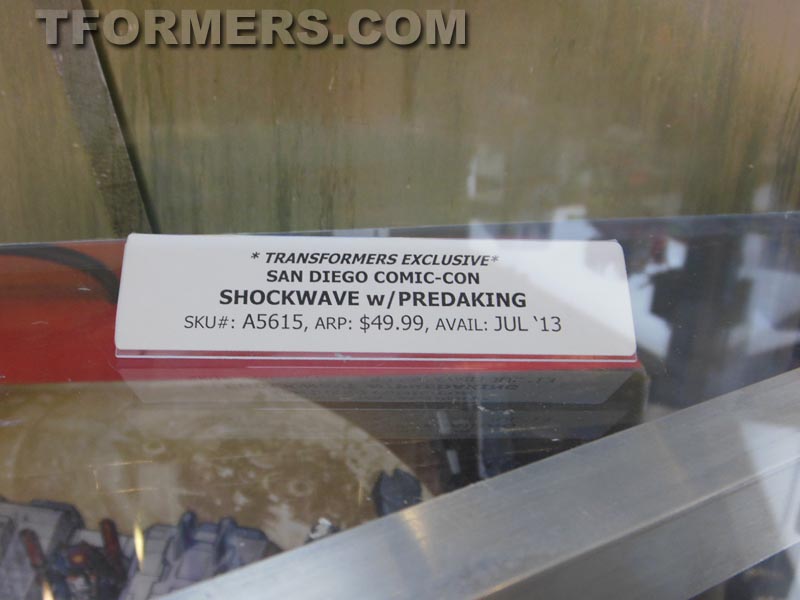 TFORMERS.COM
* TRANSFORMERS EXCLUSIVE*
SAN DIEGO COMIC-CON
SHOCKWAVE w/PREDAKING
SKU#: A5615, ARP: $49.99, AVAIL: JUL ‘13